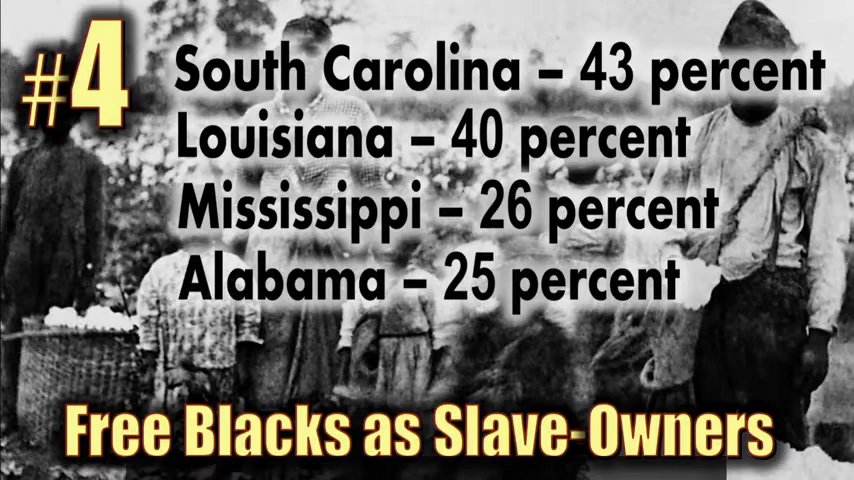 #4
South Carolina – 43 percent
Louisiana – 40 percent
Mississippi – 26 percent
Alabama – 25 percent
Free Blacks as Slave-Owners